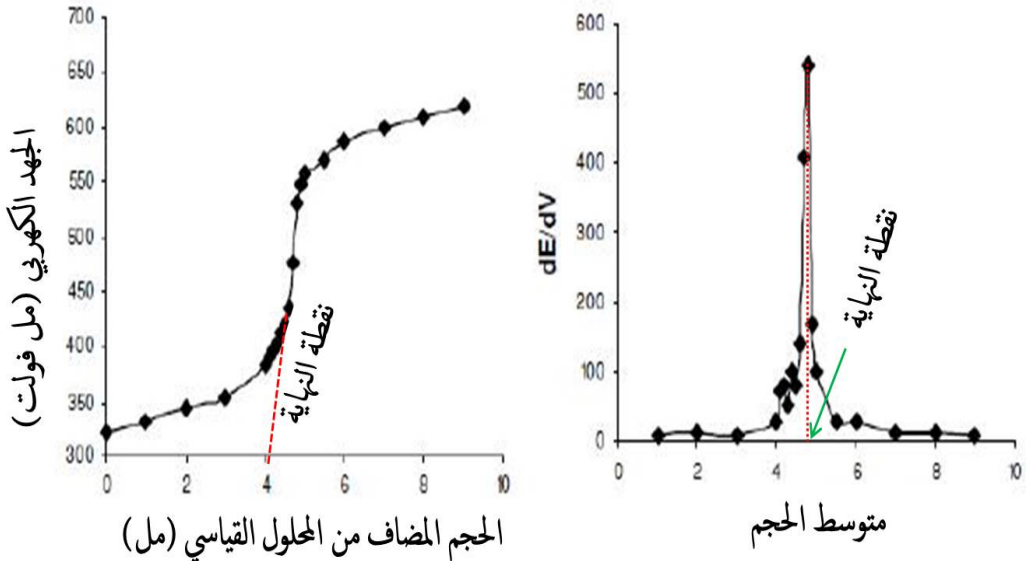 700
650
600
550
500
450
400
350
300
0 2 4 6 8 10
الجهد الكهربي (مل فولت)
نقطة النهاية
الحجم المضاف من المحلول القياسي (مل)
600
500
400
300
200
100
0
0 2 4 6 8 10
dE/dV
نقطة النهاية
متوسط الحجم